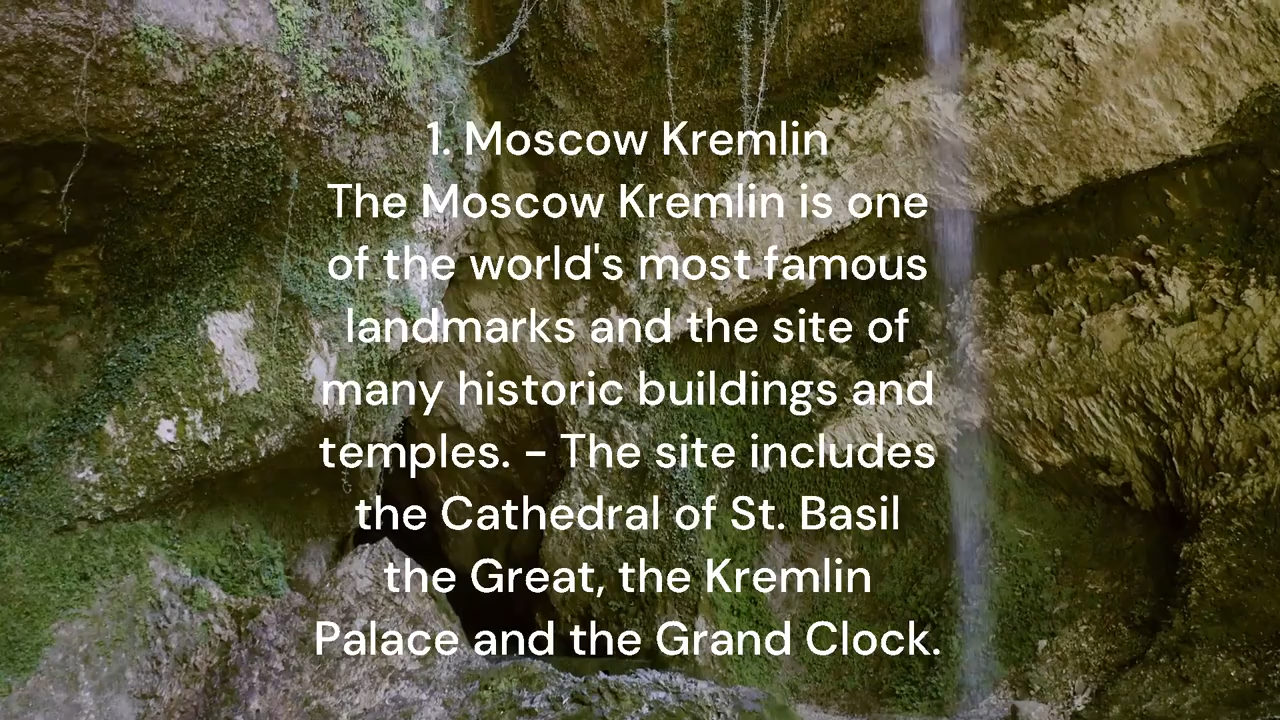 1. Moscow Kremlin
The Moscow Kremlin is one
of the world's most famous
landmarks and the site of
many historic buildings and
temples. - The site includes
the Cathedral of St. Basil
the Great, the Kremlin
Palace and the Grand Clock.